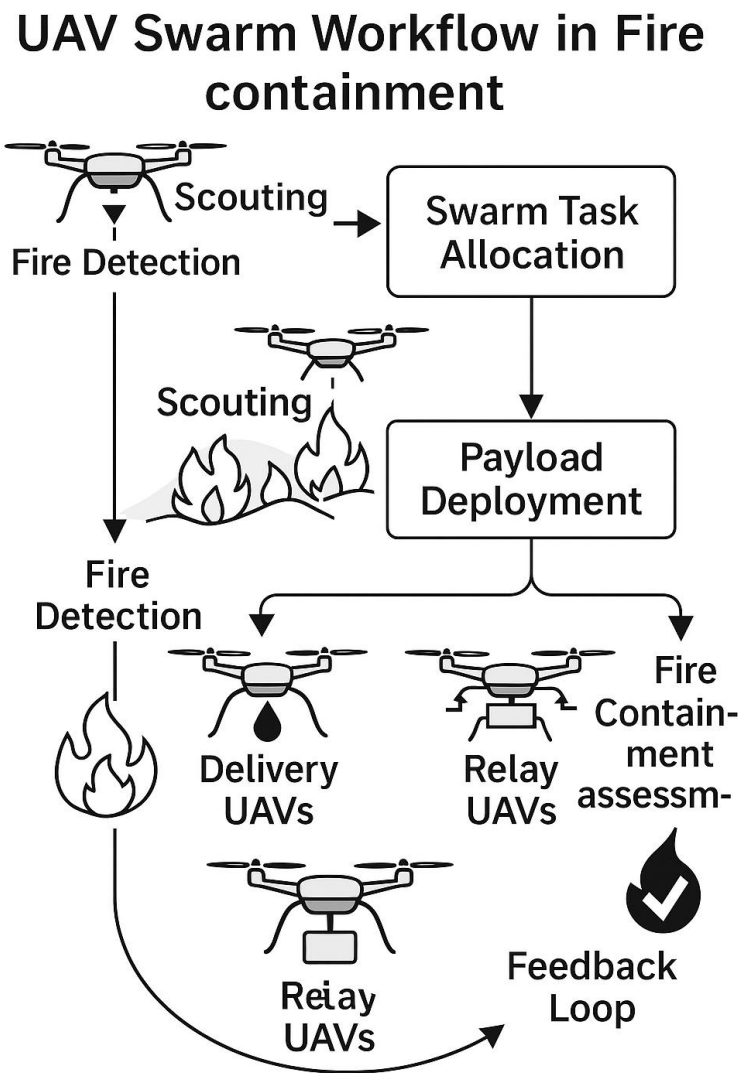 UAV Swarm Workflow in Fire
containment
Scouting
Fire Detection
Swarm Task
Allocation
Scouting
Payload
Deployment
Fire
Detection
Delivery
UAVs
Relay
UAVs
Fire
Contain-
ment
assessm-
Reiay
UAVs
Feedback
Loop